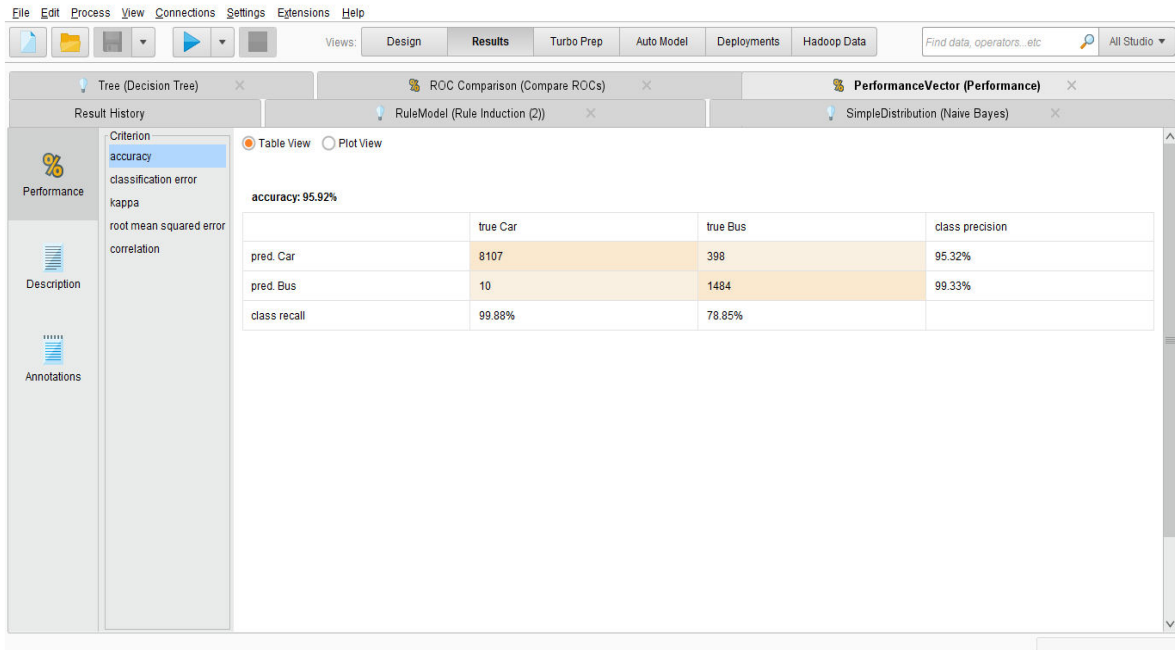 File Edit Process View Connections Settings Extensions Help
Views: Design Results Turbo Prep Auto Model Deployments Hadoop Data Find data, operators...etc All Studio
Tree (Decision Tree) % ROC Comparison (Compare ROCs) % PerformanceVector (Performance)
Result History RuleModel (Rule Induction (2)) SimpleDistribution (Naive Bayes)
%
Performance
Description
Annotations
Criterion
accuracy
classification error
kappa
root mean squared error
correlation
Table View Plot View
accuracy: 95.92%
true Car true Bus class precision
pred. Car 8107 398 95.32%
pred. Bus 10 1484 99.33%
class recall 99.88% 78.85%